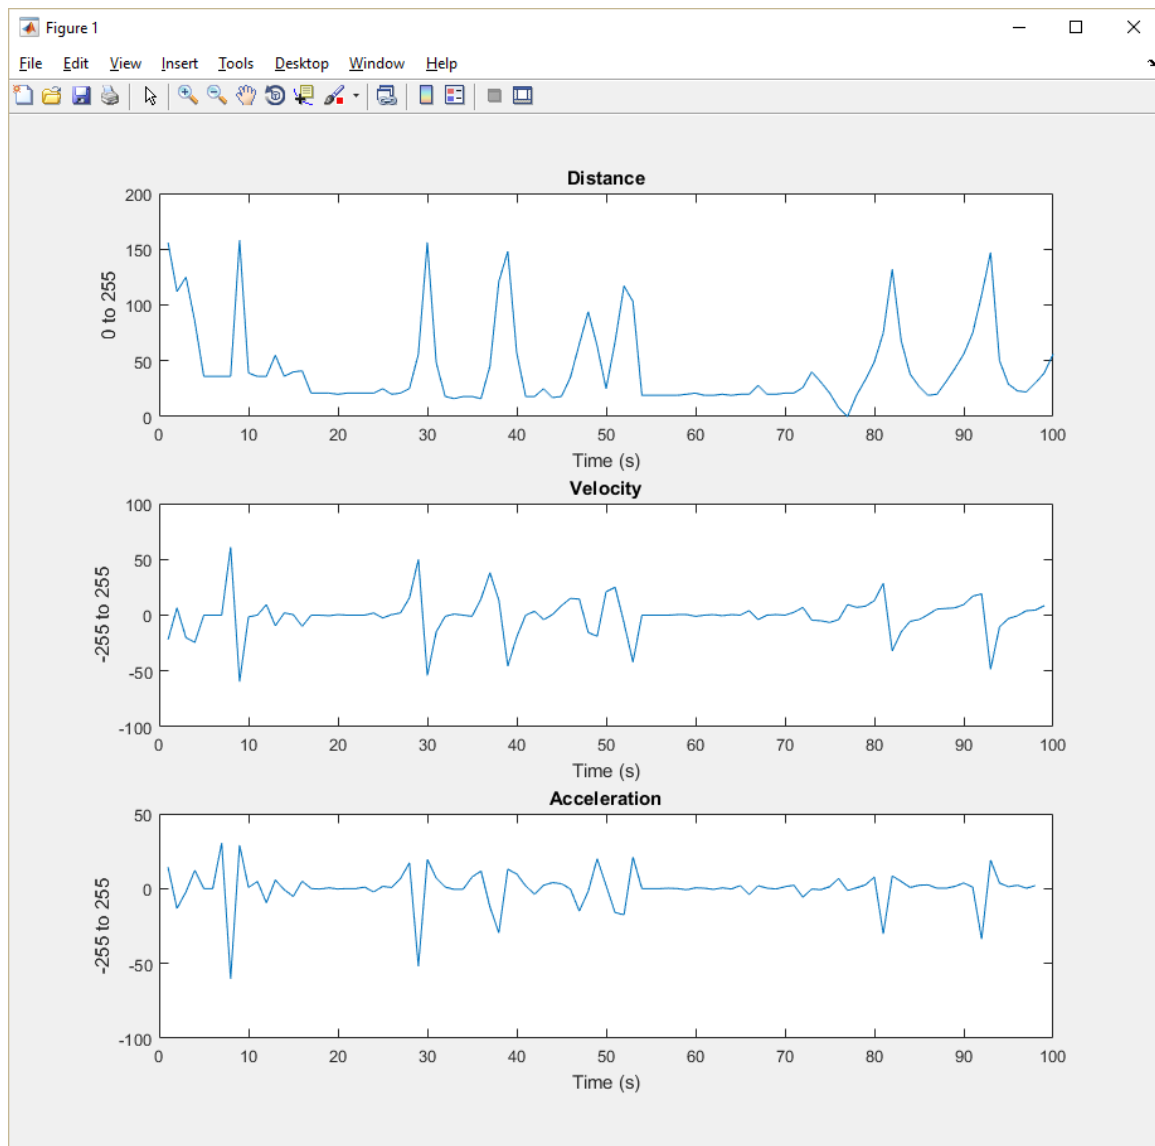 Figure 1
File Edit View Insert Tools Desktop Window Help
Distance
0 to 255
200
150
100
50
0
0 10 20 30 40 50 60 70 80 90 100
Time (s)
Velocity
-255 to 255
100
50
0
-50
-100
0 10 20 30 40 50 60 70 80 90 100
Time (s)
Acceleration
-255 to 255
50
0
-50
-100
0 10 20 30 40 50 60 70 80 90 100
Time (s)